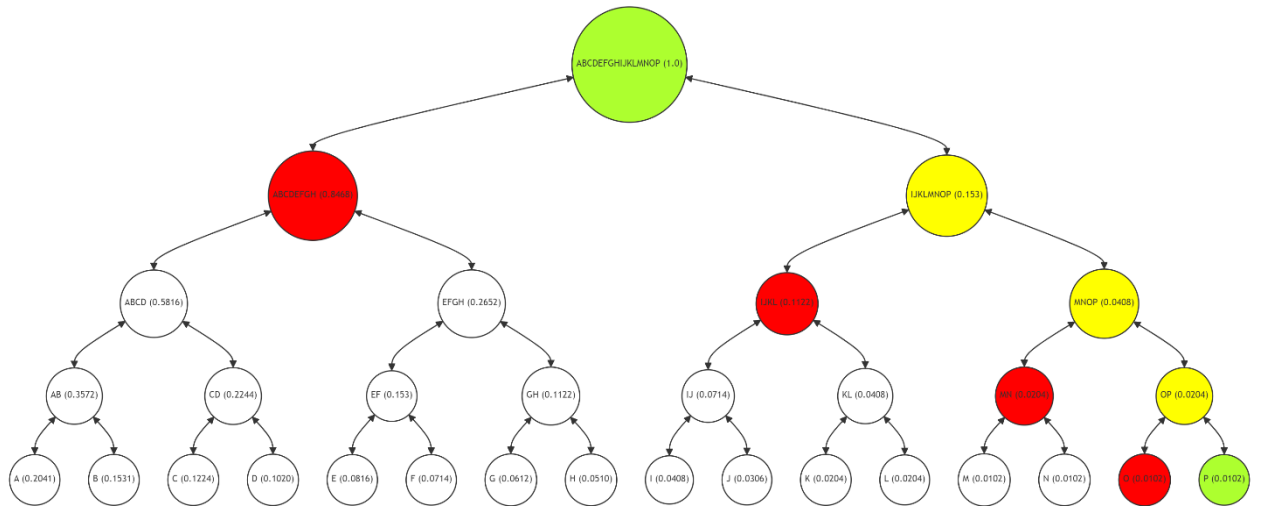 ABCDEFGHIJKLMNOP (1.0)
ABCDEFGH (0.8468)
IJKLMNOP (0.153)
ABCD (0.5816)
EFGH (0.2652)
IJKL (0.1122)
MNOP (0.0408)
AB (0.3572)
CD (0.2244)
EF (0.153)
GH (0.1122)
IJ (0.0714)
KL (0.0408)
MN (0.0204)
OP (0.0204)
A (0.2041)
B (0.1531)
C (0.1224)
D (0.1020)
E (0.0816)
F (0.0714)
G (0.0612)
H (0.0510)
I (0.0408)
J (0.0306)
K (0.0204)
L (0.0204)
M (0.0102)
N (0.0102)
O (0.0102)
P (0.0102)